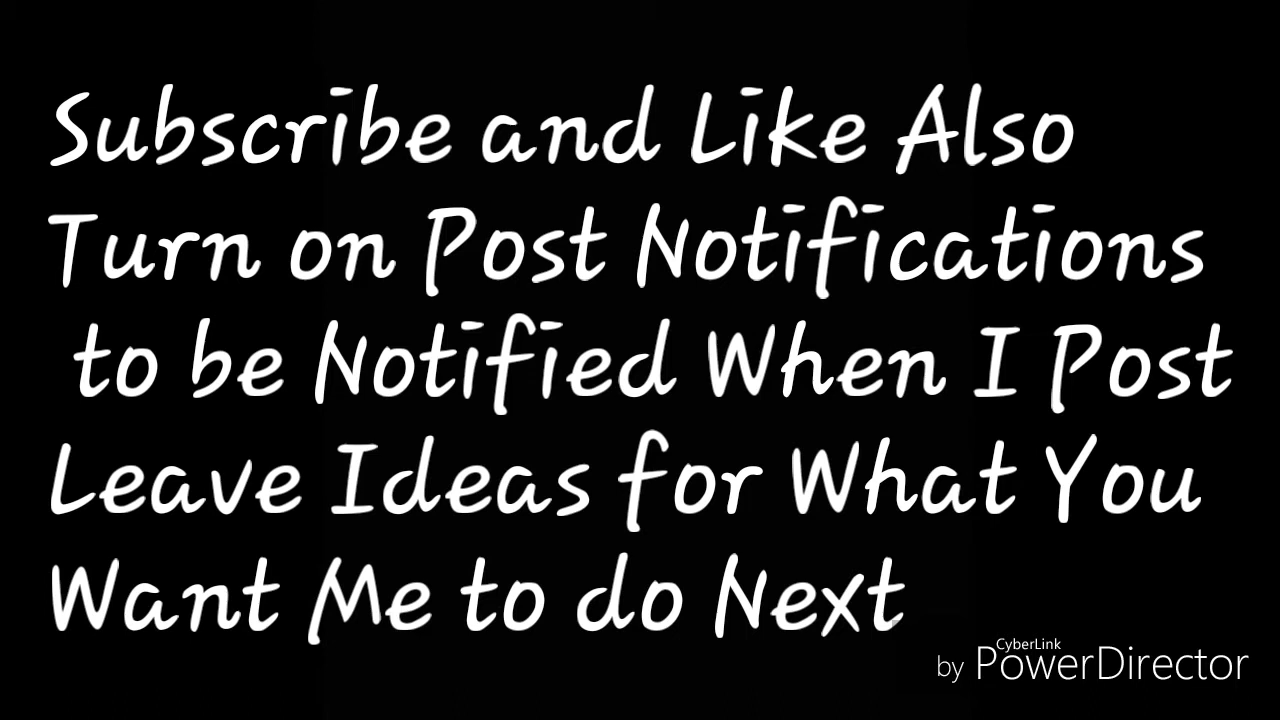 Subscribe and Like Also
Turn on Post Notifications
to be Notified When I Post
Leave Ideas for What You
Want Me to do Next
CyberLink
by PowerDirector